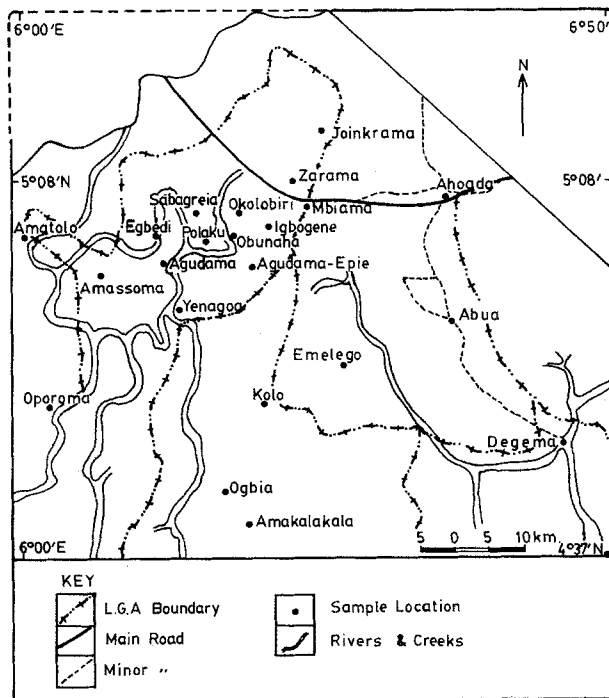 6°00′E
6°50′E
N
Joinkrama
Zarama
5°08′N
5°08′
Ahoada
Sabagreia
Okolobiri
Mbiama
Amatolo
Egbedi
Polaku
Igbogene
Obunaha
Agudama
Agudama-Epie
Amassoma
Yenagoa
Abua
Emelego
Oporoma
Kolo
Degema
Ogbia
Amakalakala
5 0 5 10 km
6°00′E
4°37′N
KEY
L.G.A Boundary
Sample Location
Main Road
Rivers & Creeks
Minor ″